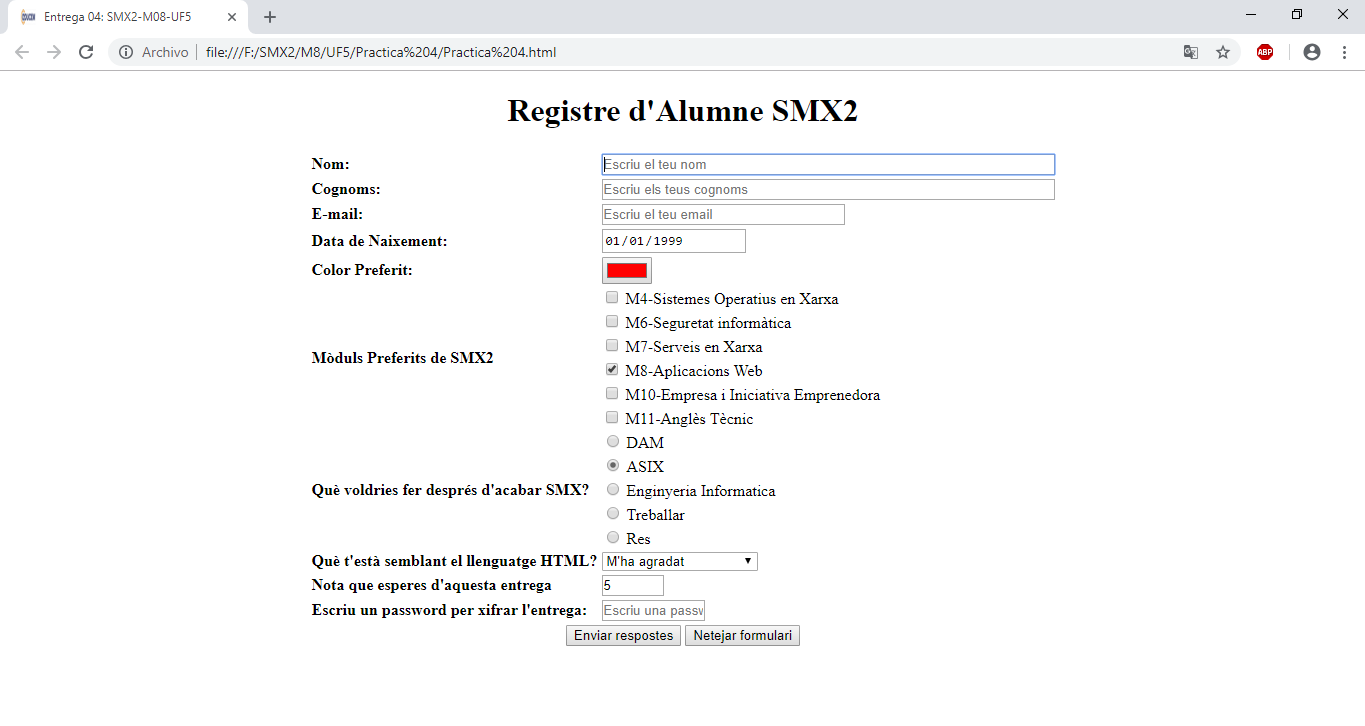 Entrega 04: SMX2-M08-UF5
Archivo file:///F:/SMX2/M8/UF5/Practica%204/Practica%204.html
ABP
Registre d'Alumne SMX2
Nom: Escriu el teu nom
Cognoms: Escriu els teus cognoms
E-mail: Escriu el teu email
Data de Naixement: 01/01/1999
Color Preferit:
M4-Sistemes Operatius en Xarxa
M6-Seguretat informàtica
M7-Serveis en Xarxa
Mòduls Preferits de SMX2
M8-Aplicacions Web
M10-Empresa i Iniciativa Emprenedora
M11-Anglès Tècnic
DAM
ASIX
Què voldries fer després d'acabar SMX? Enginyeria Informatica
Treballar
Res
Què t'està semblant el llenguatge HTML? M'ha agradat
Nota que esperes d'aquesta entrega 5
Escriu un password per xifrar l'entrega: Escriu una passw
Enviar respostes Netejar formulari